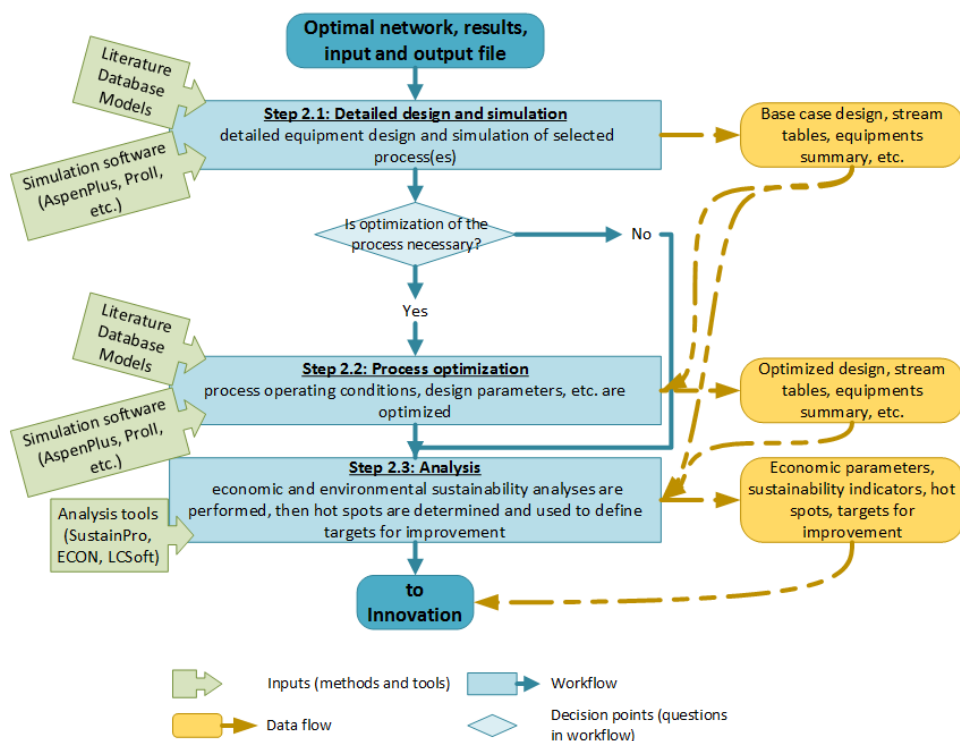 Optimal network, results,
input and output file
Literature
Database
Models
Step 2.1: Detailed design and simulation
detailed equipment design and simulation of selected
process(es)
Base case design, stream
tables, equipments
summary, etc.
Simulation software
(AspenPlus, ProII,
etc.)
Is optimization of the
process necessary?
No
Yes
Literature
Database
Models
Step 2.2: Process optimization
process operating conditions, design parameters, etc. are
optimized
Optimized design, stream
tables, equipments
summary, etc.
Simulation software
(AspenPlus, ProII,
etc.)
Step 2.3: Analysis
economic and environmental sustainability analyses are
performed, then hot spots are determined and used to define
targets for improvement
Economic parameters,
sustainability indicators, hot
spots, targets for
improvement
Analysis tools
(SustainPro,
ECON, LCSoft)
to
Innovation
Inputs (methods and tools)
Workflow
Data flow
Decision points (questions
in workflow)